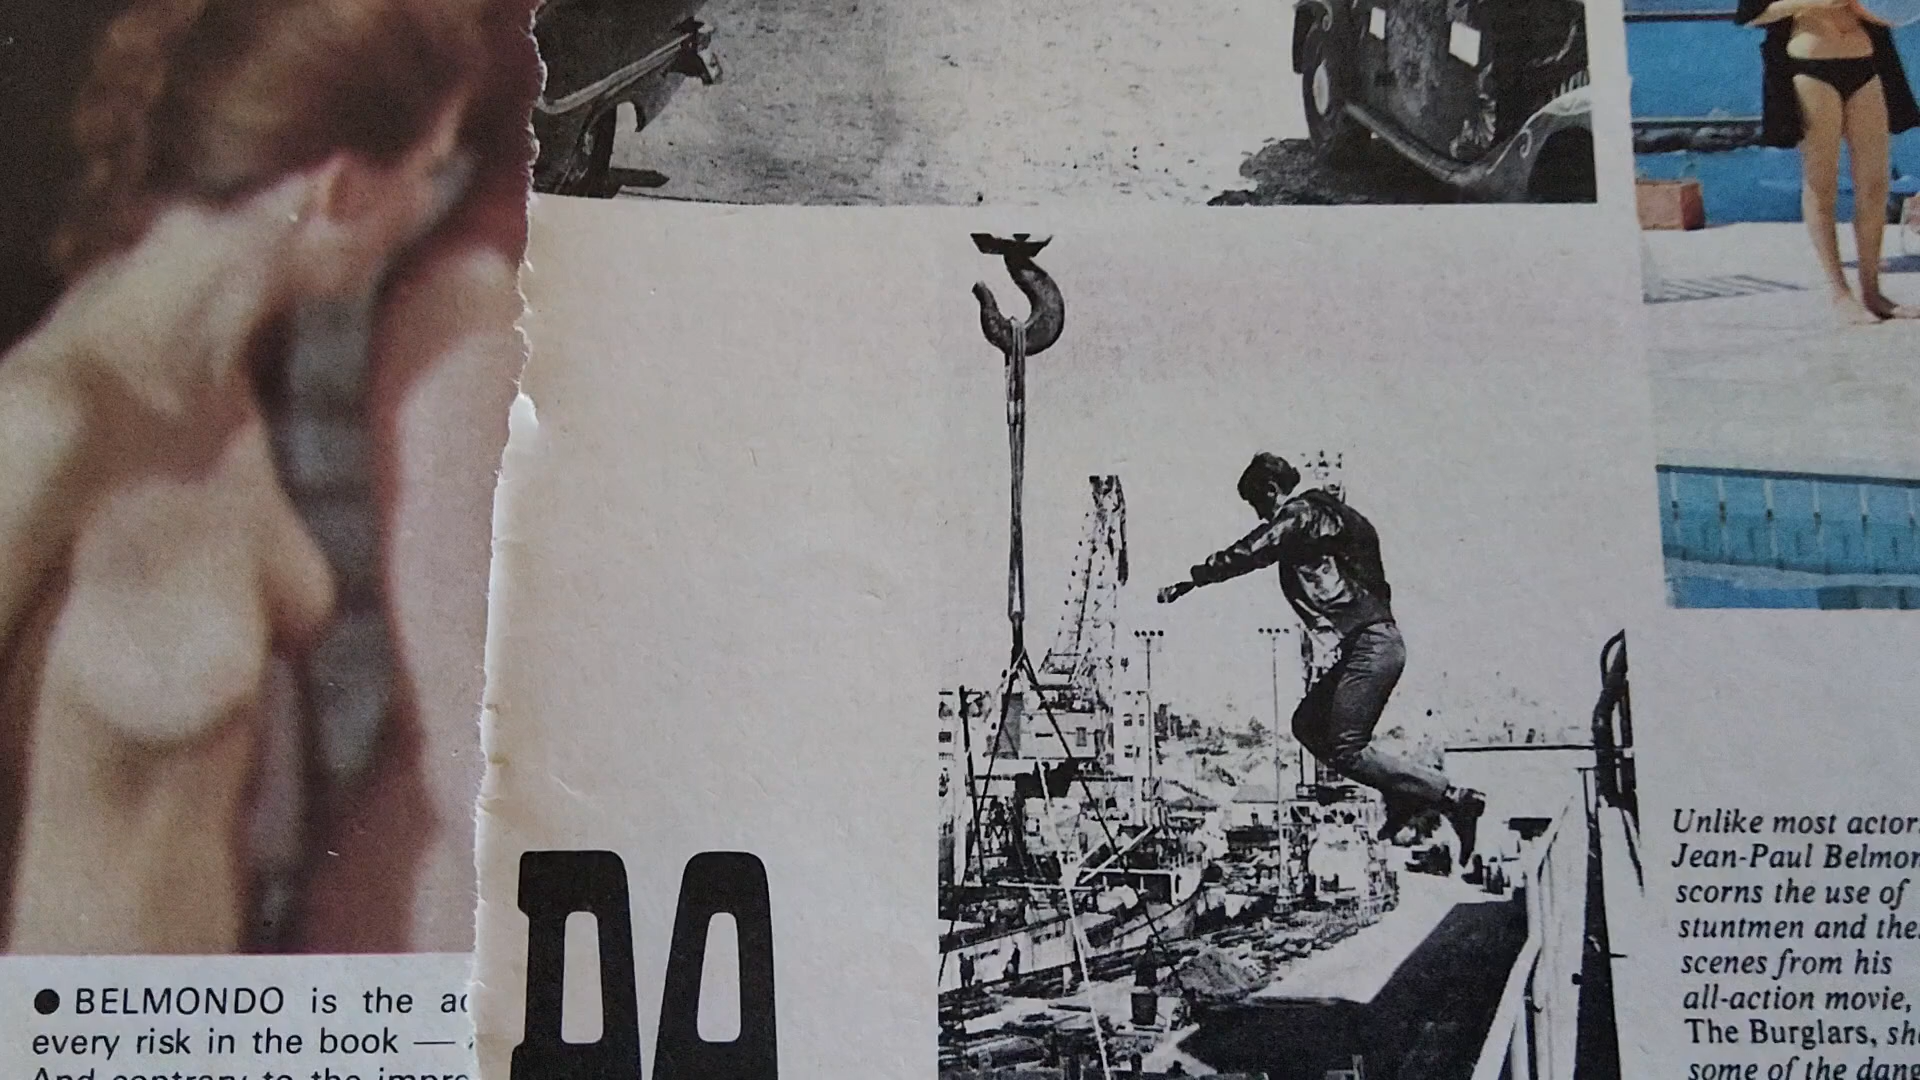 ● BELMONDO is the ac
every risk in the book —
And contrary to the impre
Unlike most actor
Jean-Paul Belmon
scorns the use of
stuntmen and the
scenes from his
all-action movie,
The Burglars, sh
some of the dang